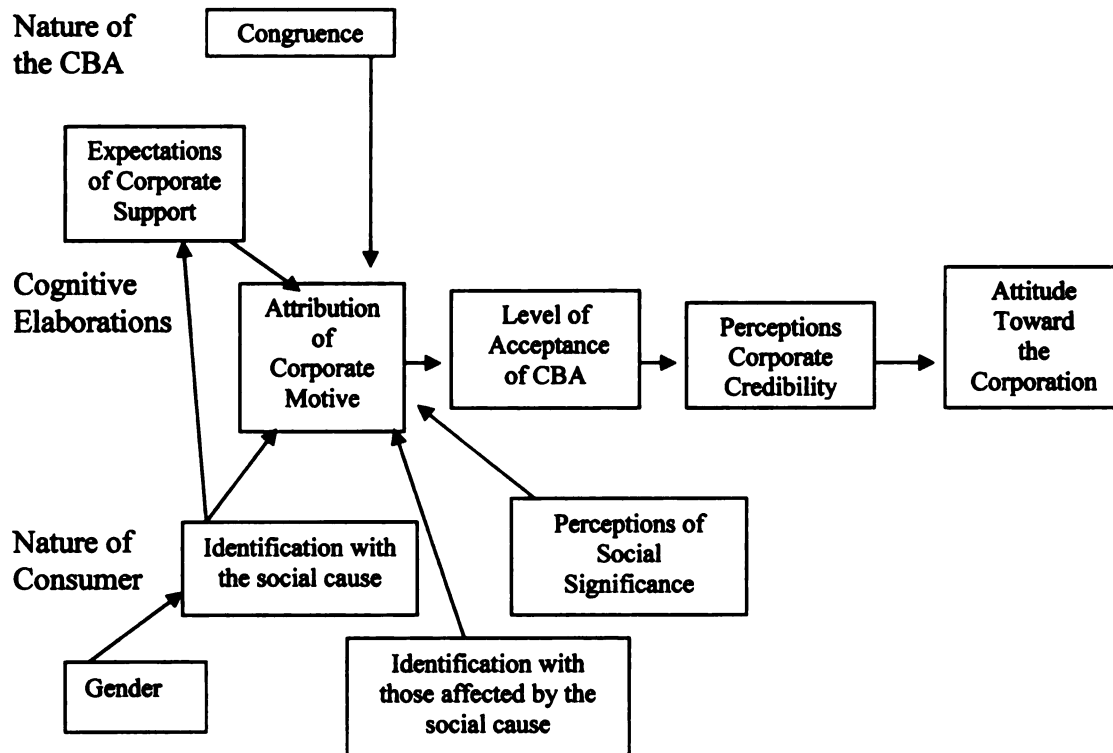 Nature of
the CBA
Congruence
Expectations
of Corporate
Support
Cognitive
Elaborations
Attribution
of
Corporate
Motive
Level of
Acceptance
of CBA
Perceptions
Corporate
Credibility
Attitude
Toward
the
Corporation
Nature of
Consumer
Identification with
the social cause
Perceptions of
Social
Significance
Gender
Identification with
those affected by the
social cause